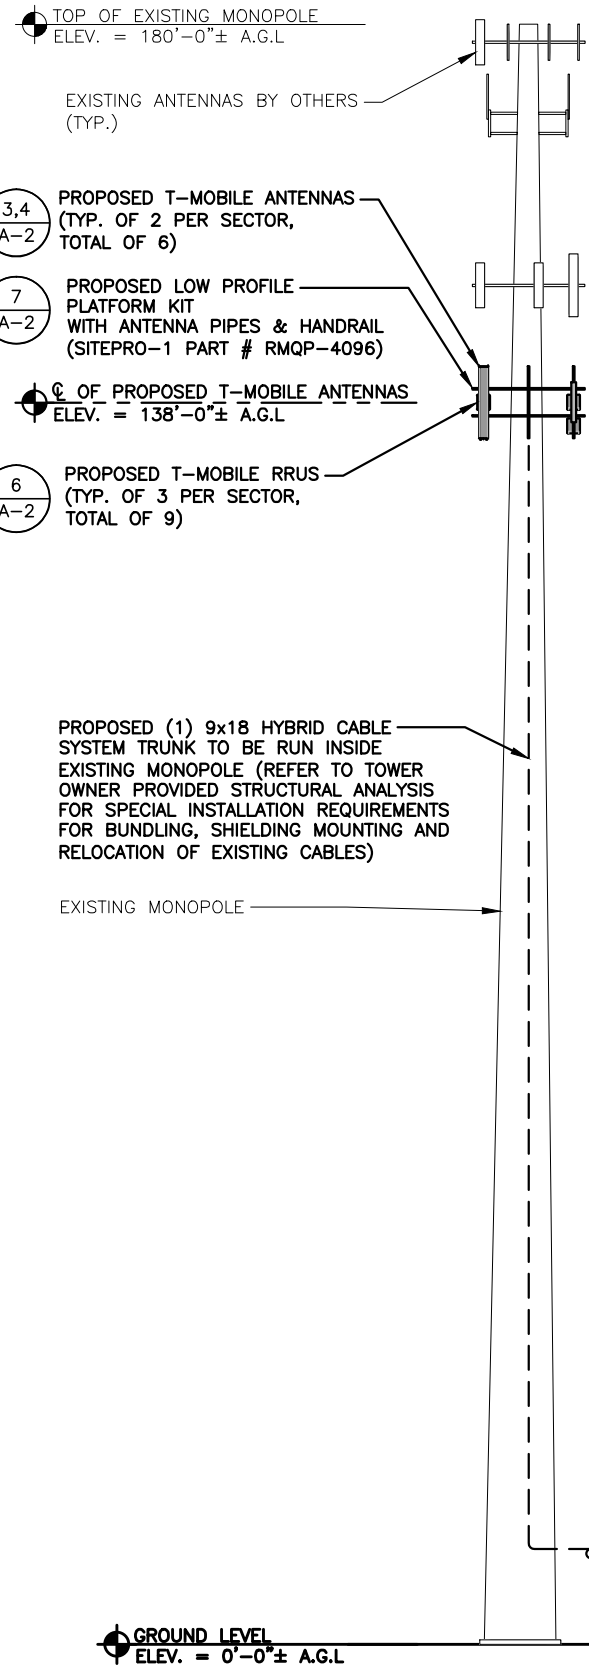 TOP OF EXISTING MONOPOLE
ELEV. = 180'-0"± A.G.L
EXISTING ANTENNAS BY OTHERS
(TYP.)
3,4
A-2
PROPOSED T-MOBILE ANTENNAS
(TYP. OF 2 PER SECTOR,
TOTAL OF 6)
7
A-2
PROPOSED LOW PROFILE
PLATFORM KIT
WITH ANTENNA PIPES & HANDRAIL
(SITEPRO-1 PART # RMQP-4096)
℄ OF PROPOSED T-MOBILE ANTENNAS
ELEV. = 138'-0"± A.G.L
6
A-2
PROPOSED T-MOBILE RRUS
(TYP. OF 3 PER SECTOR,
TOTAL OF 9)
PROPOSED (1) 9x18 HYBRID CABLE
SYSTEM TRUNK TO BE RUN INSIDE
EXISTING MONOPOLE (REFER TO TOWER
OWNER PROVIDED STRUCTURAL ANALYSIS
FOR SPECIAL INSTALLATION REQUIREMENTS
FOR BUNDLING, SHIELDING MOUNTING AND
RELOCATION OF EXISTING CABLES)
EXISTING MONOPOLE
GROUND LEVEL
ELEV. = 0'-0"± A.G.L